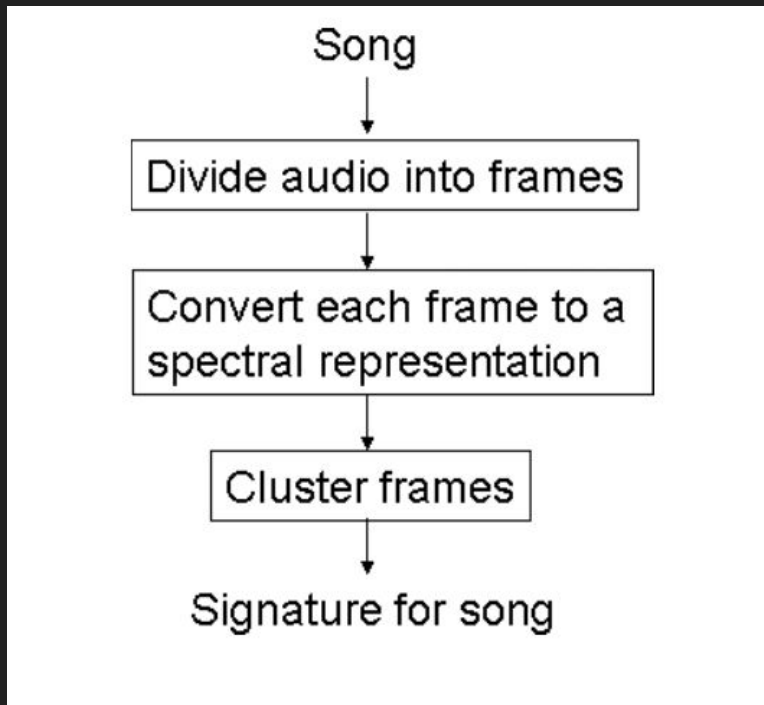 Song
Divide audio into frames
Convert each frame to a
spectral representation
Cluster frames
Signature for song